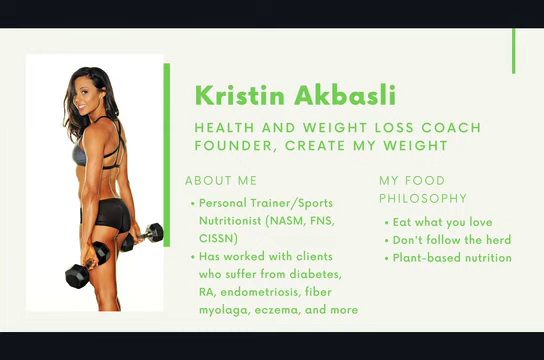 Kristin Akbasli
HEALTH AND WEIGHT LOSS COACH
FOUNDER, CREATE MY WEIGHT
ABOUT ME
• Personal Trainer/Sports
Nutritionist (NASM, FNS,
CISSN)
• Has worked with clients
who suffer from diabetes,
RA, endometriosis, fiber
myolaga, eczema, and more
MY FOOD
PHILOSOPHY
• Eat what you love
• Don't follow the herd
• Plant-based nutrition